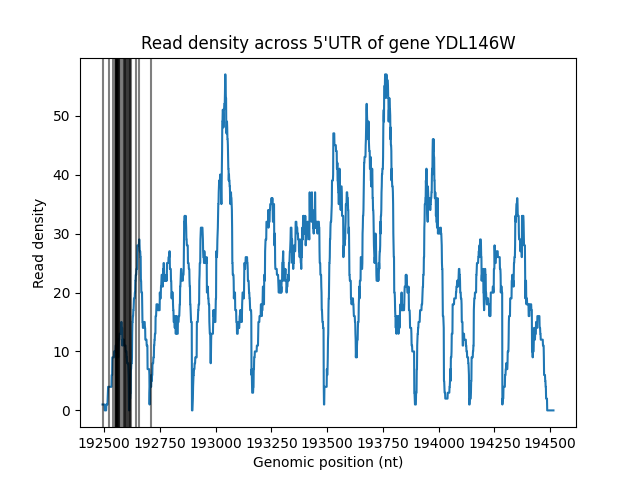 Read density across 5'UTR of gene YDL146W
50
40
30
20
10
0
Read density
192500 192750 193000 193250 193500 193750 194000 194250 194500
Genomic position (nt)